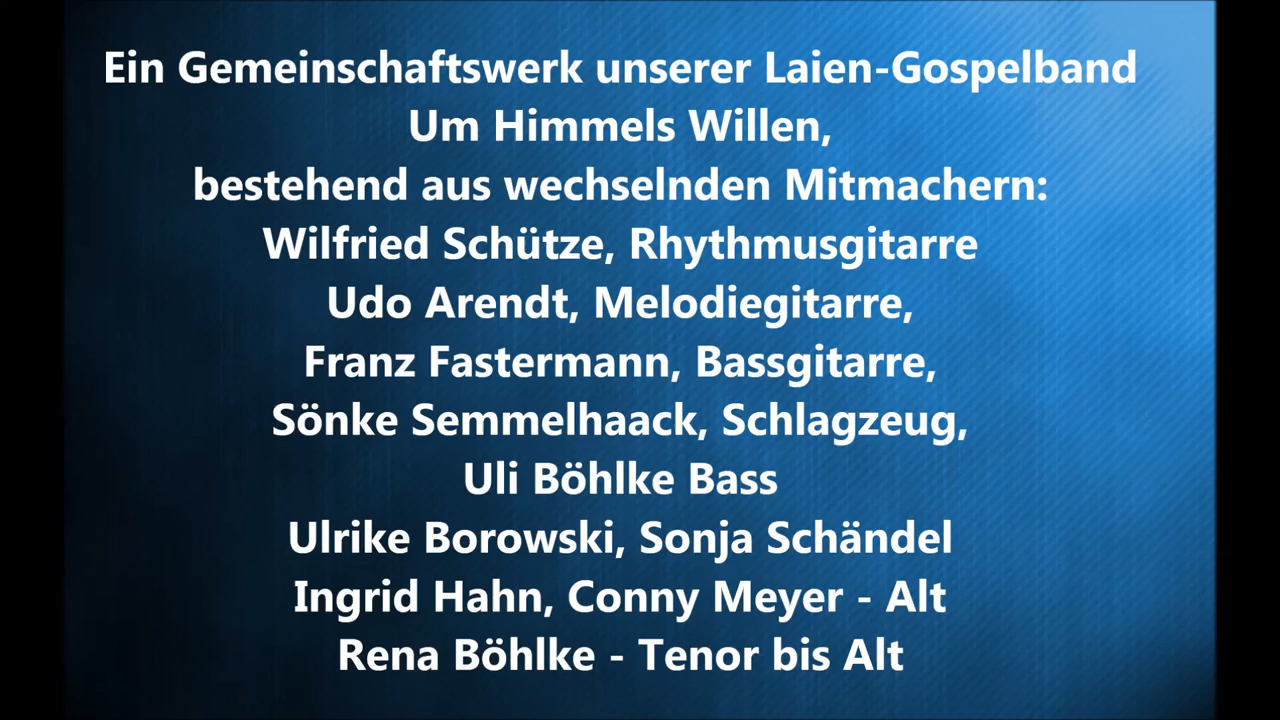 Ein Gemeinschaftswerk unserer Laien-Gospelband
Um Himmels Willen,
bestehend aus wechselnden Mitmachern:
Wilfried Schütze, Rhythmusgitarre
Udo Arendt, Melodiegitarre,
Franz Fastermann, Bassgitarre,
Sönke Semmelhaack, Schlagzeug,
Uli Böhlke Bass
Ulrike Borowski, Sonja Schändel
Ingrid Hahn, Conny Meyer - Alt
Rena Böhlke - Tenor bis Alt